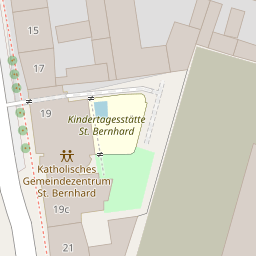 15
17
19
Kindertagesstätte
St. Bernhard
Katholisches
Gemeindezentrum
St. Bernhard
19c
21